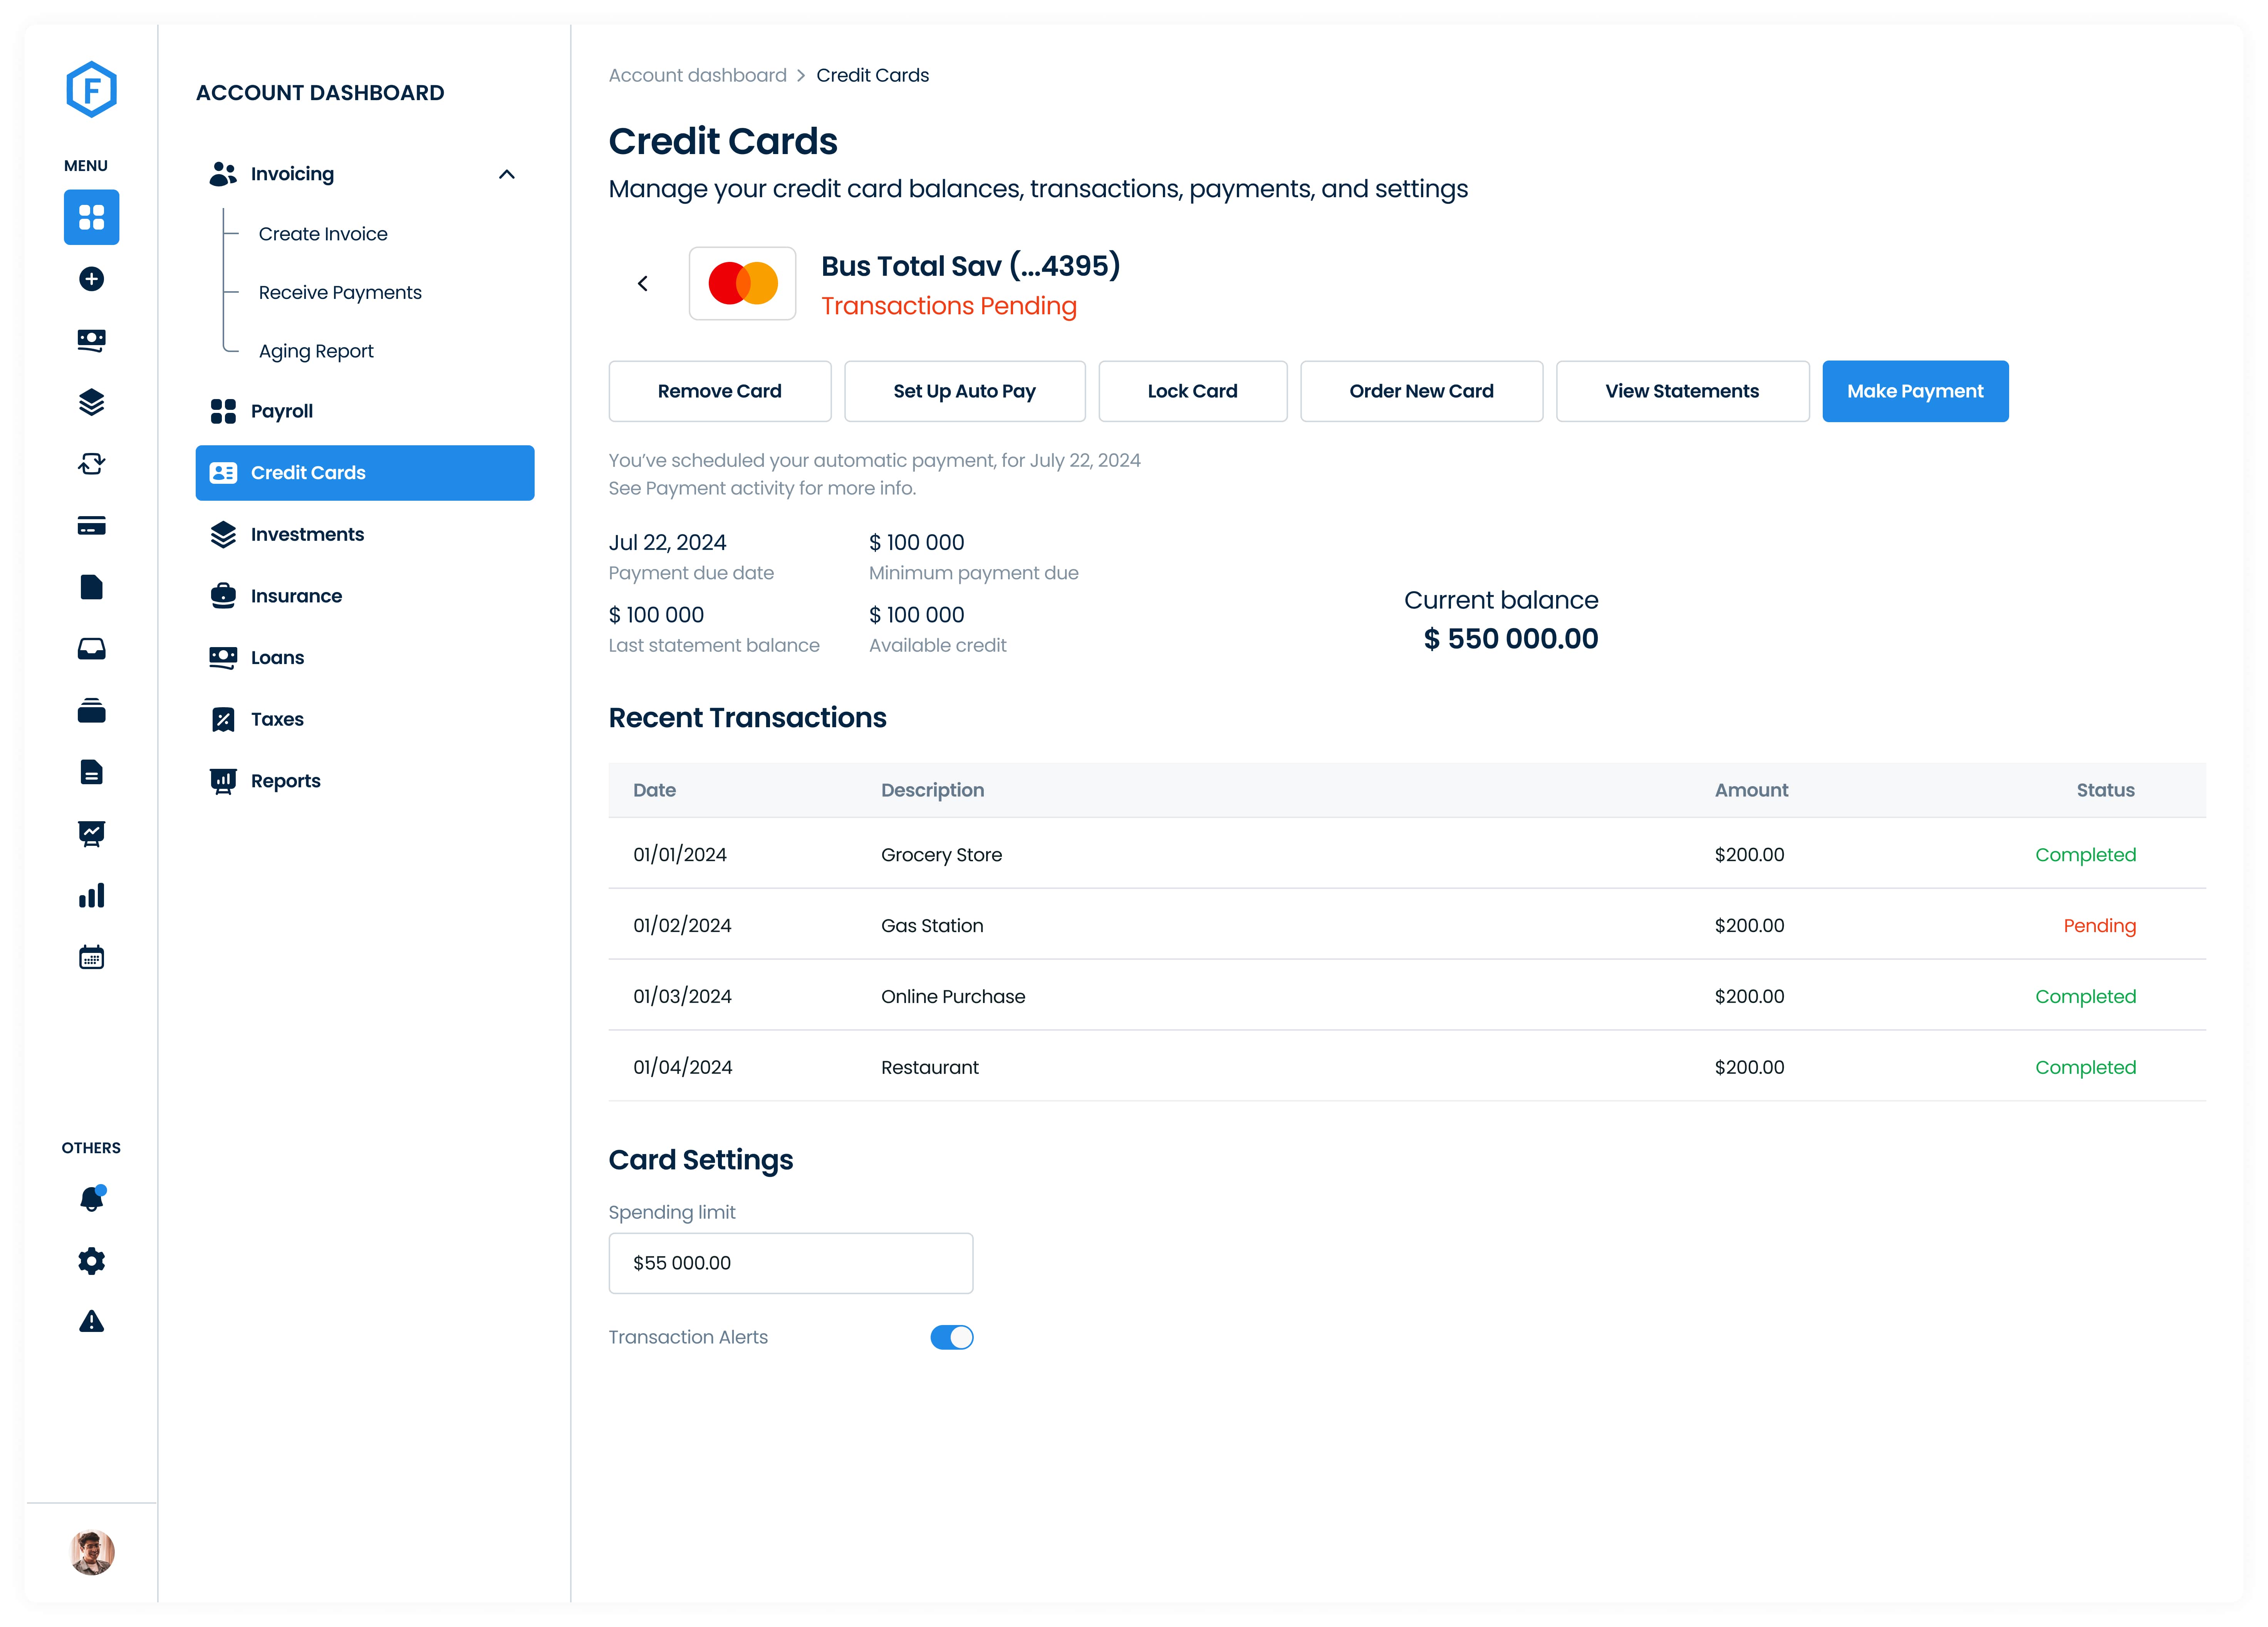 F
MENU
OTHERS
ACCOUNT DASHBOARD
Invoicing
Create Invoice
Receive Payments
Aging Report
Payroll
Credit Cards
Investments
Insurance
Loans
Taxes
Reports
Account dashboard > Credit Cards
Credit Cards
Manage your credit card balances, transactions, payments, and settings
Bus Total Sav (...4395)
Transactions Pending
Remove Card Set Up Auto Pay Lock Card Order New Card View Statements Make Payment
You’ve scheduled your automatic payment, for July 22, 2024
See Payment activity for more info.
Jul 22, 2024 $ 100 000
Payment due date Minimum payment due
$ 100 000 $ 100 000
Last statement balance Available credit
Current balance
$ 550 000.00
Recent Transactions
Date Description Amount Status
01/01/2024 Grocery Store $200.00 Completed
01/02/2024 Gas Station $200.00 Pending
01/03/2024 Online Purchase $200.00 Completed
01/04/2024 Restaurant $200.00 Completed
Card Settings
Spending limit
$55 000.00
Transaction Alerts